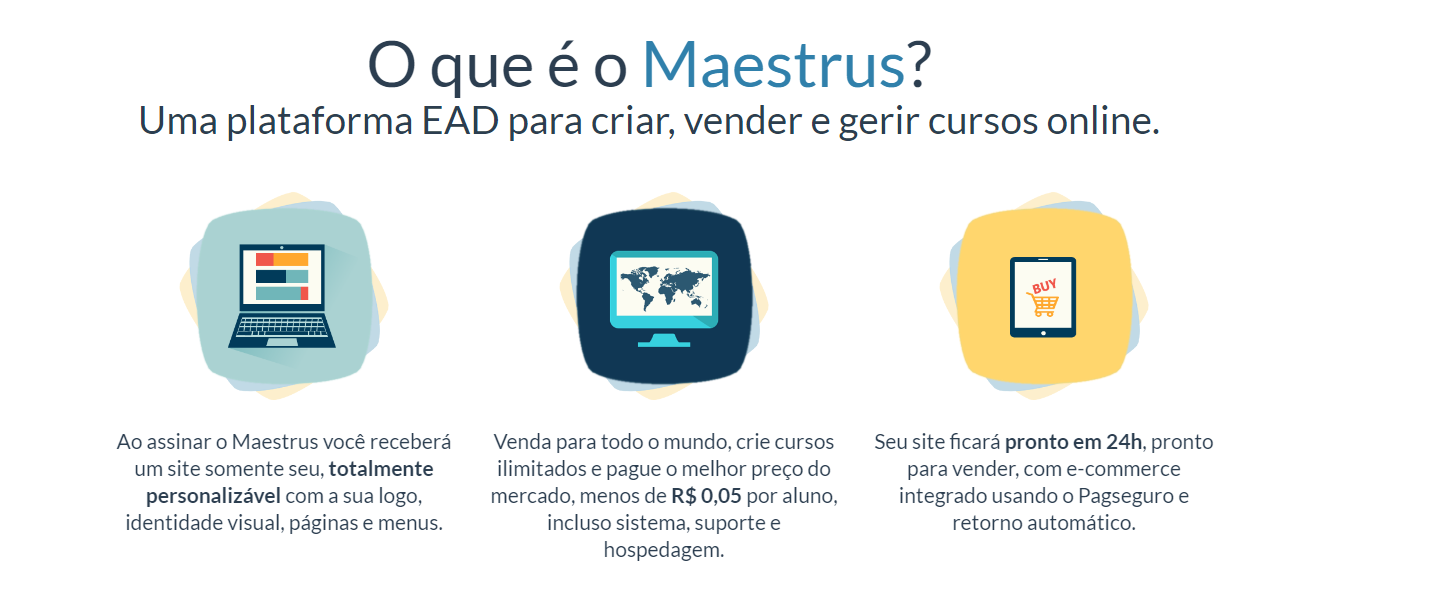 O que é o Maestrus?
Uma plataforma EAD para criar, vender e gerir cursos online.
BUY
Ao assinar o Maestrus você receberá
um site somente seu, totalmente
personalizável com a sua logo,
identidade visual, páginas e menus.
Venda para todo o mundo, crie cursos
ilimitados e pague o melhor preço do
mercado, menos de R$ 0,05 por aluno,
incluso sistema, suporte e
hospedagem.
Seu site ficará pronto em 24h, pronto
para vender, com e-commerce
integrado usando o Pagseguro e
retorno automático.